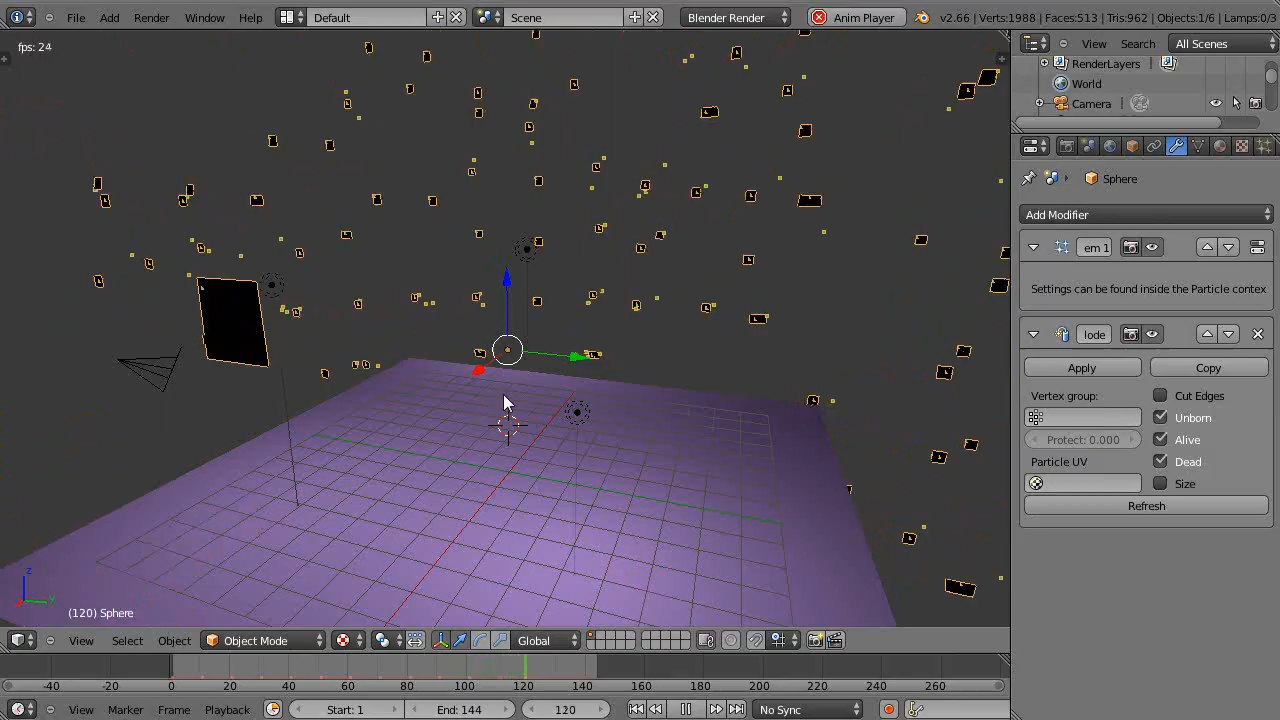 File Add Render Window Help Default Scene Blender Render Anim Player v2.66 | Verts:1988 | Faces:513 | Tris:962 | Objects:1/6 | Lamps:0/3
fps: 24
View Search All Scenes
RenderLayers
World
Camera
Sphere
Add Modifier
em 1
Settings can be found inside the Particle contex
lode
Apply Copy
Vertex group: Cut Edges
Unborn
Protect: 0.000 Alive
Particle UV Dead
Size
Refresh
z
y
(120) Sphere
View Select Object Object Mode Global
-40 -20 0 20 40 60 80 100 120 140 160 180 200 220 240 260
View Marker Frame Playback Start: 1 End: 144 120 No Sync